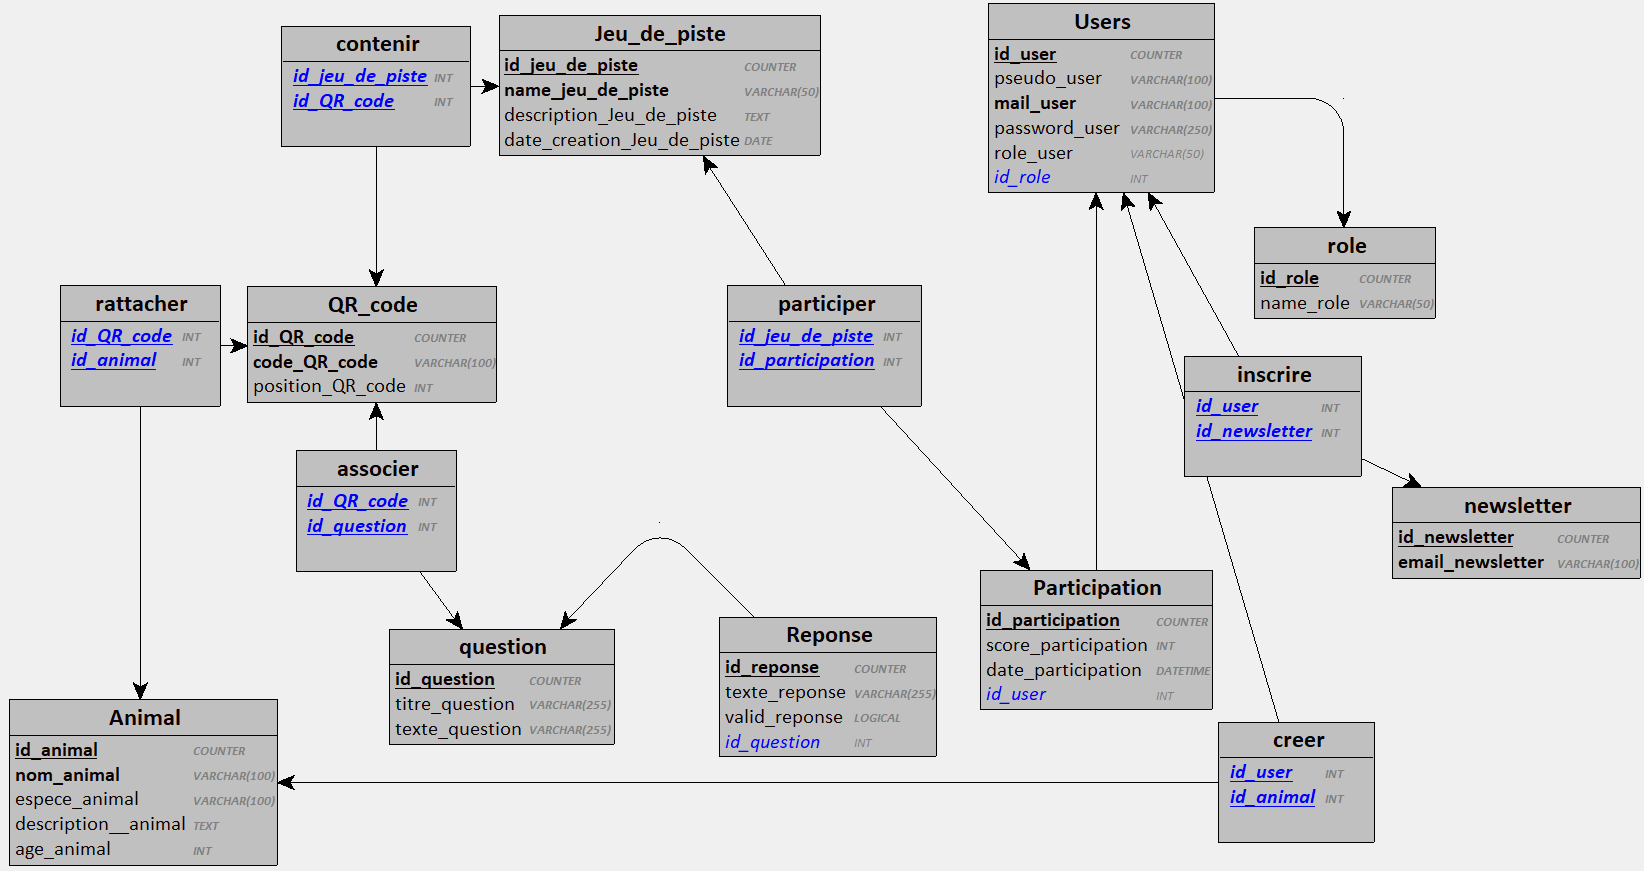 contenir
id_jeu_de_piste INT
id_QR_code INT
Jeu_de_piste
id_jeu_de_piste COUNTER
name_jeu_de_piste VARCHAR(50)
description_Jeu_de_piste TEXT
date_creation_Jeu_de_piste DATE
Users
id_user COUNTER
pseudo_user VARCHAR(100)
mail_user VARCHAR(100)
password_user VARCHAR(250)
role_user VARCHAR(50)
id_role INT
role
id_role COUNTER
name_role VARCHAR(50)
rattacher
id_QR_code INT
id_animal INT
QR_code
id_QR_code COUNTER
code_QR_code VARCHAR(100)
position_QR_code INT
participer
id_jeu_de_piste INT
id_participation INT
inscrire
id_user INT
id_newsletter INT
associer
id_QR_code INT
id_question INT
newsletter
id_newsletter COUNTER
email_newsletter VARCHAR(100)
Participation
id_participation COUNTER
score_participation INT
date_participation DATETIME
id_user INT
question
id_question COUNTER
titre_question VARCHAR(255)
texte_question VARCHAR(255)
Reponse
id_reponse COUNTER
texte_reponse VARCHAR(255)
valid_reponse LOGICAL
id_question INT
Animal
id_animal COUNTER
nom_animal VARCHAR(100)
espece_animal VARCHAR(100)
description__animal TEXT
age_animal INT
creer
id_user INT
id_animal INT